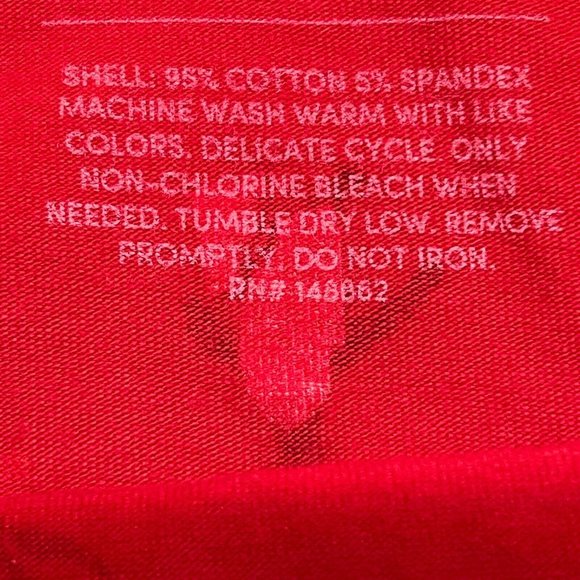 SHELL: 95% COTTON 5% SPANDEX
MACHINE WASH WARM WITH LIKE
COLORS. DELICATE CYCLE. ONLY
NON-CHLORINE BLEACH WHEN
NEEDED. TUMBLE DRY LOW. REMOVE
PROMPTLY. DO NOT IRON.
RN# 148862